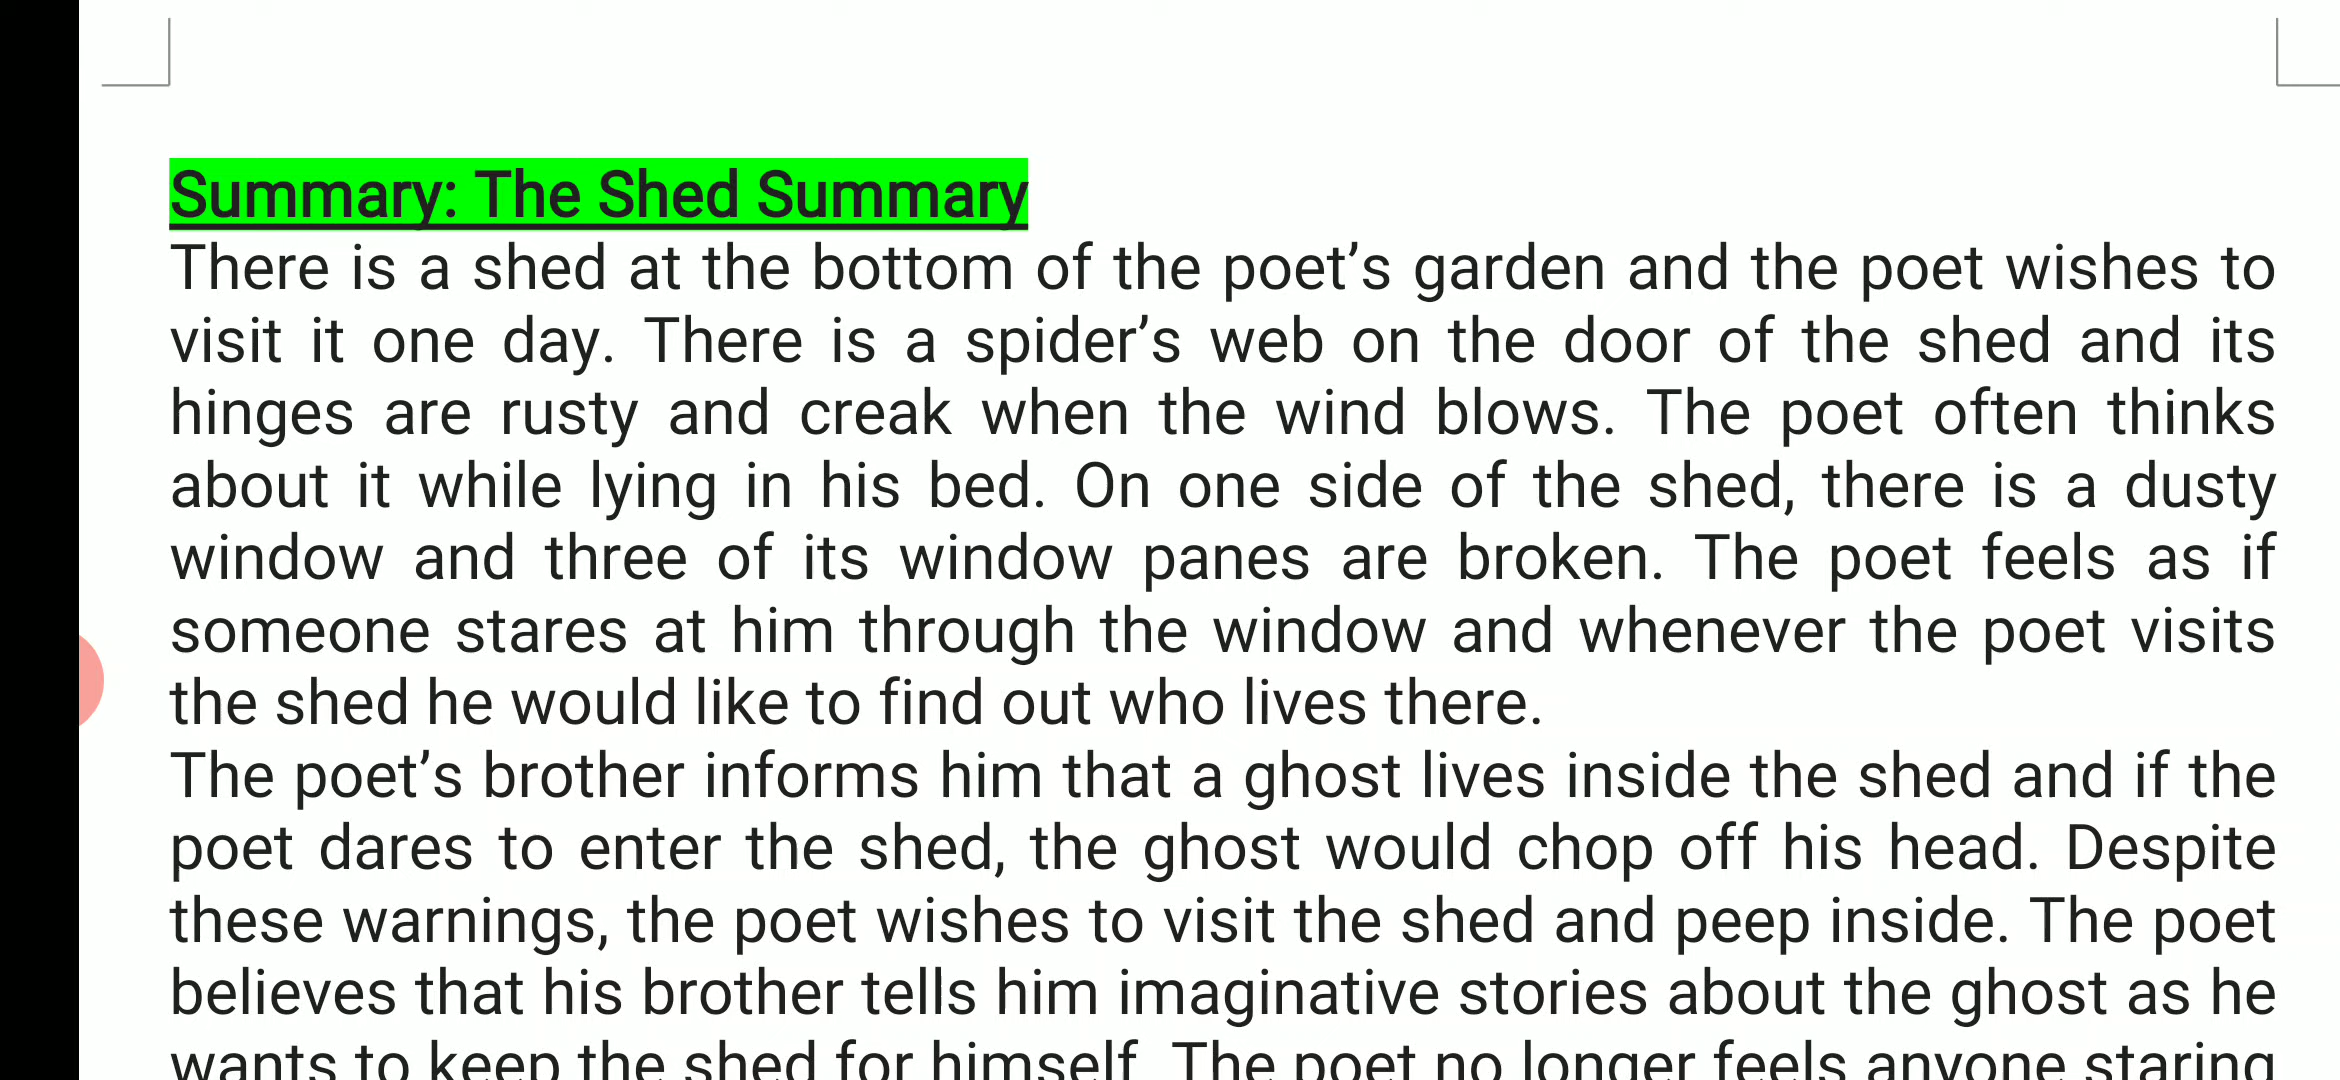 Summary: The Shed Summary
There is a shed at the bottom of the poet’s garden and the poet wishes to
visit it one day. There is a spider’s web on the door of the shed and its
hinges are rusty and creak when the wind blows. The poet often thinks
about it while lying in his bed. On one side of the shed, there is a dusty
window and three of its window panes are broken. The poet feels as if
someone stares at him through the window and whenever the poet visits
the shed he would like to find out who lives there.
The poet’s brother informs him that a ghost lives inside the shed and if the
poet dares to enter the shed, the ghost would chop off his head. Despite
these warnings, the poet wishes to visit the shed and peep inside. The poet
believes that his brother tells him imaginative stories about the ghost as he
wants to keep the shed for himself. The poet no longer feels anyone staring